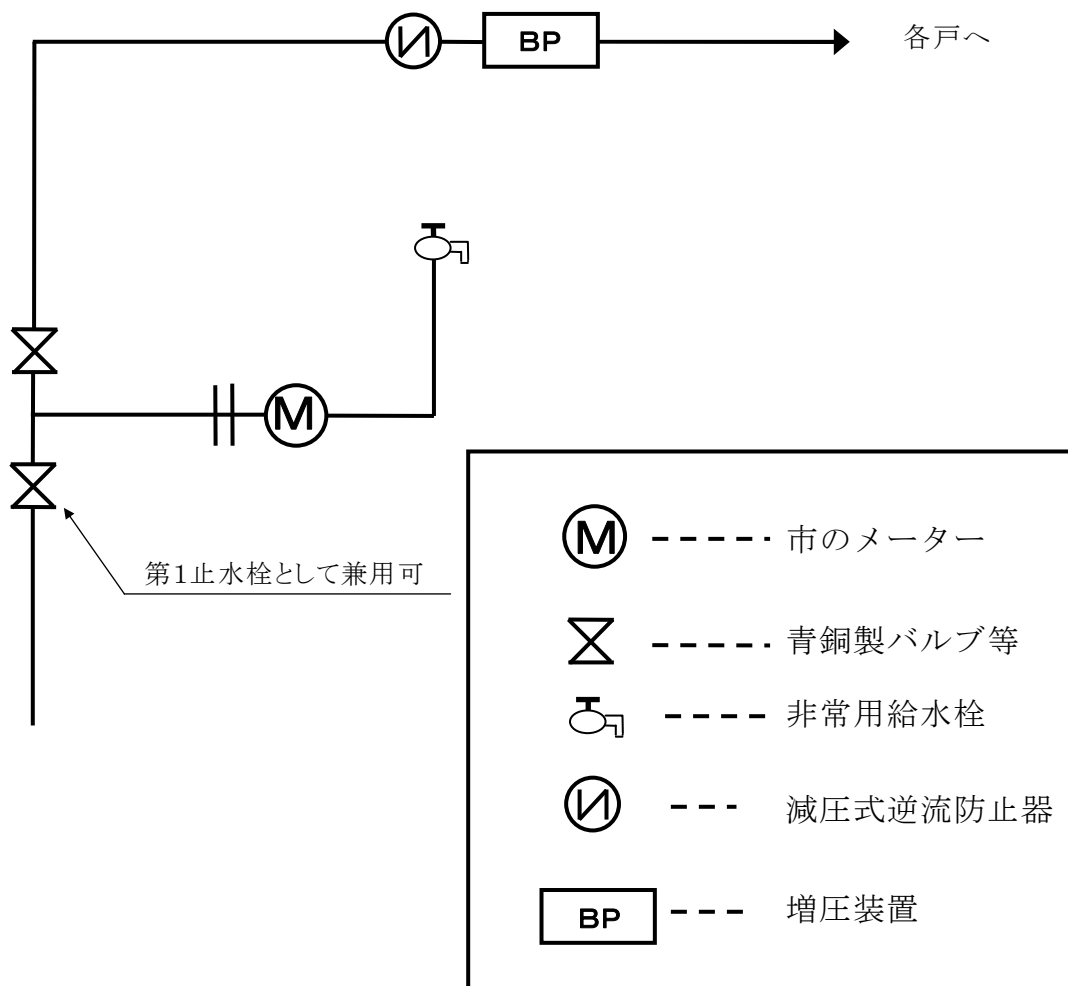 BP
各戸へ
M
第1止水栓として兼用可
M 市のメーター
青銅製バルブ等
非常用給水栓
減圧式逆流防止器
BP 増圧装置